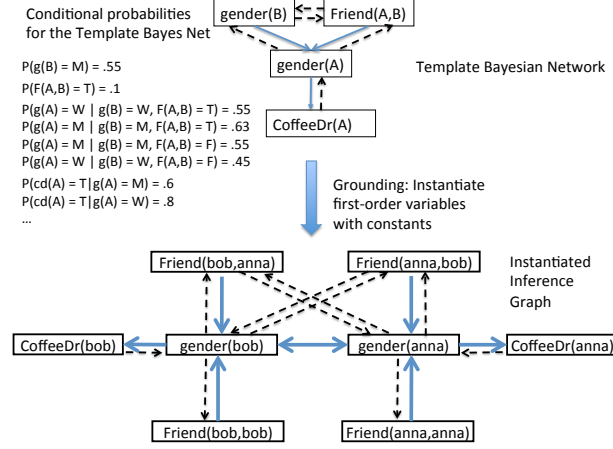 Conditional probabilities
for the Template Bayes Net
gender(B)
Friend(A,B)
gender(A)
Template Bayesian Network
CoffeeDr(A)
P(g(B) = M) = .55
P(F(A,B) = T) = .1
P(g(A) = W | g(B) = W, F(A,B) = T) = .55
P(g(A) = M | g(B) = M, F(A,B) = T) = .63
P(g(A) = M | g(B) = M, F(A,B) = F) = .55
P(g(A) = W | g(B) = W, F(A,B) = F) = .45
P(cd(A) = T|g(A) = M) = .6
P(cd(A) = T|g(A) = W) = .8
...
Grounding: Instantiate
first-order variables
with constants
Friend(bob,anna)
Friend(anna,bob)
Instantiated
Inference
Graph
CoffeeDr(bob)
gender(bob)
gender(anna)
CoffeeDr(anna)
Friend(bob,bob)
Friend(anna,anna)